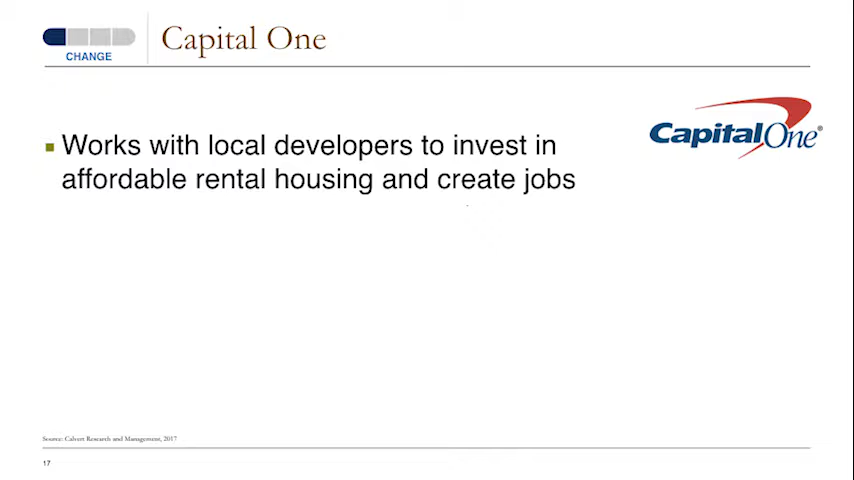 CHANGE
Capital One
Works with local developers to invest in
affordable rental housing and create jobs
CapitalOne®
Source: Calvert Research and Management, 2017
17